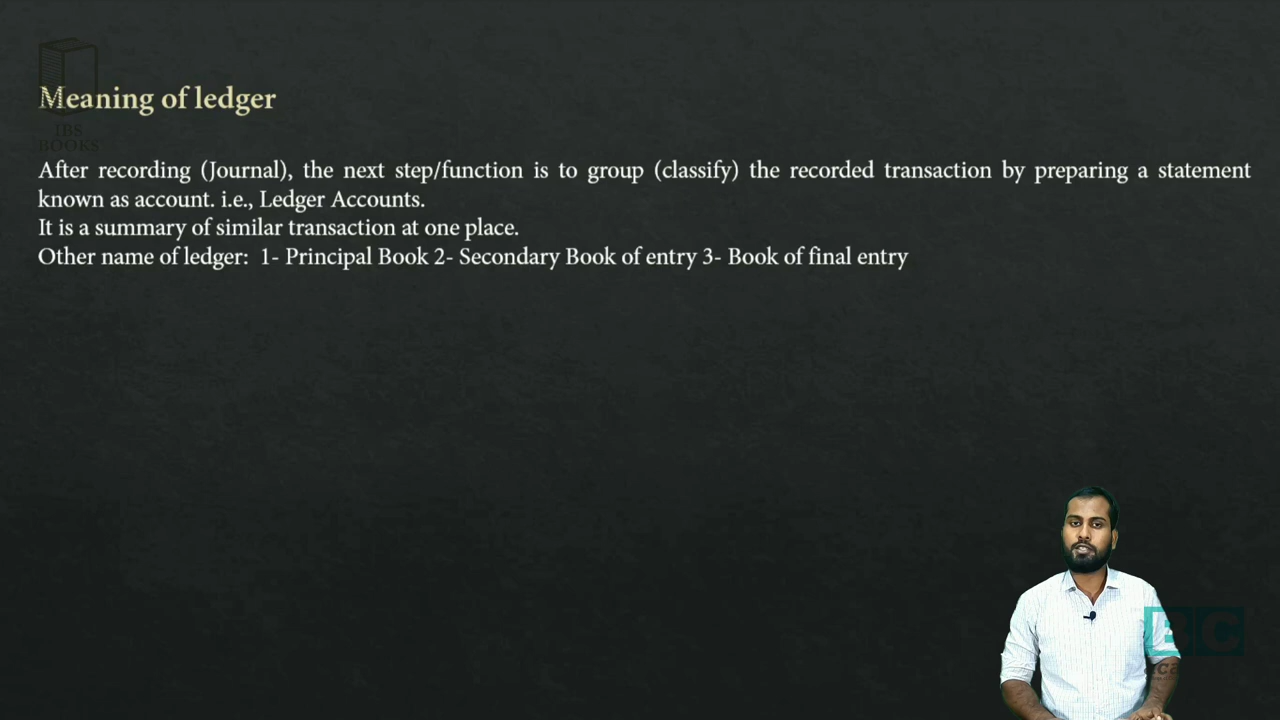 IBS
BOOKS
Meaning of ledger
After recording (Journal), the next step/function is to group (classify) the recorded transaction by preparing a statement
known as account. i.e., Ledger Accounts.
It is a summary of similar transaction at one place.
Other name of ledger: 1- Principal Book 2- Secondary Book of entry 3- Book of final entry